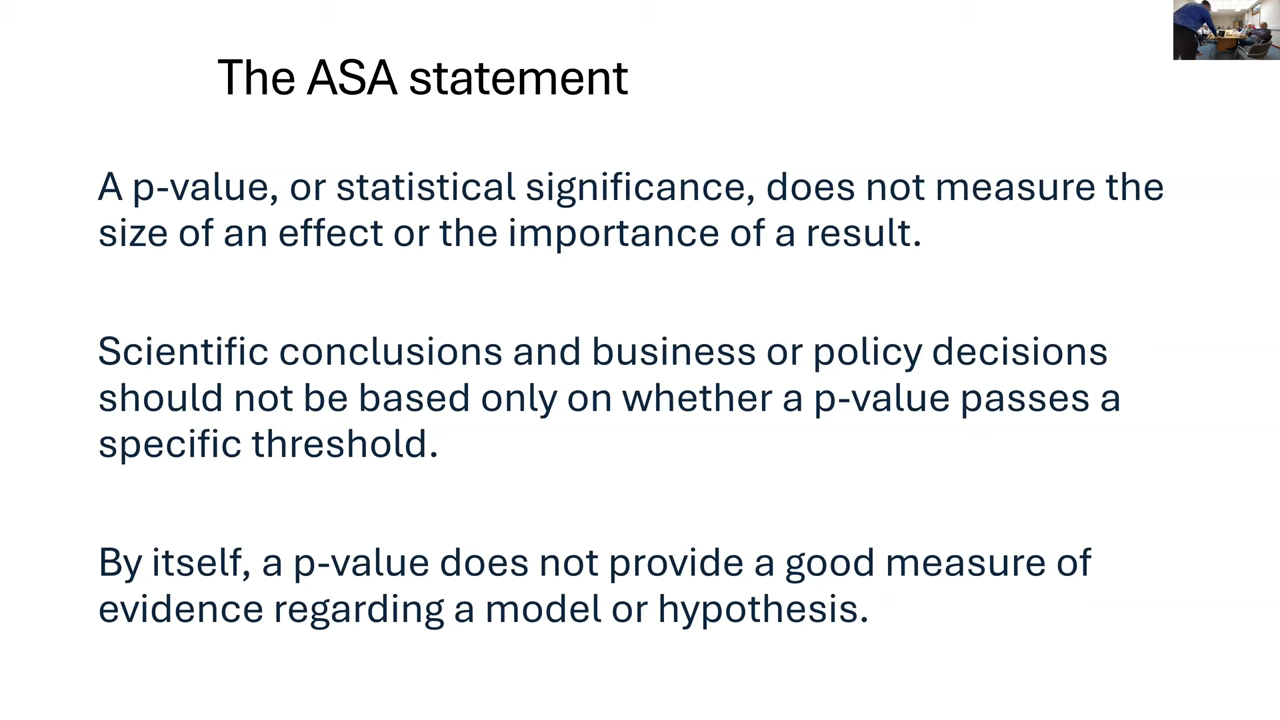 The ASA statement
A p-value, or statistical significance, does not measure the
size of an effect or the importance of a result.
Scientific conclusions and business or policy decisions
should not be based only on whether a p-value passes a
specific threshold.
By itself, a p-value does not provide a good measure of
evidence regarding a model or hypothesis.